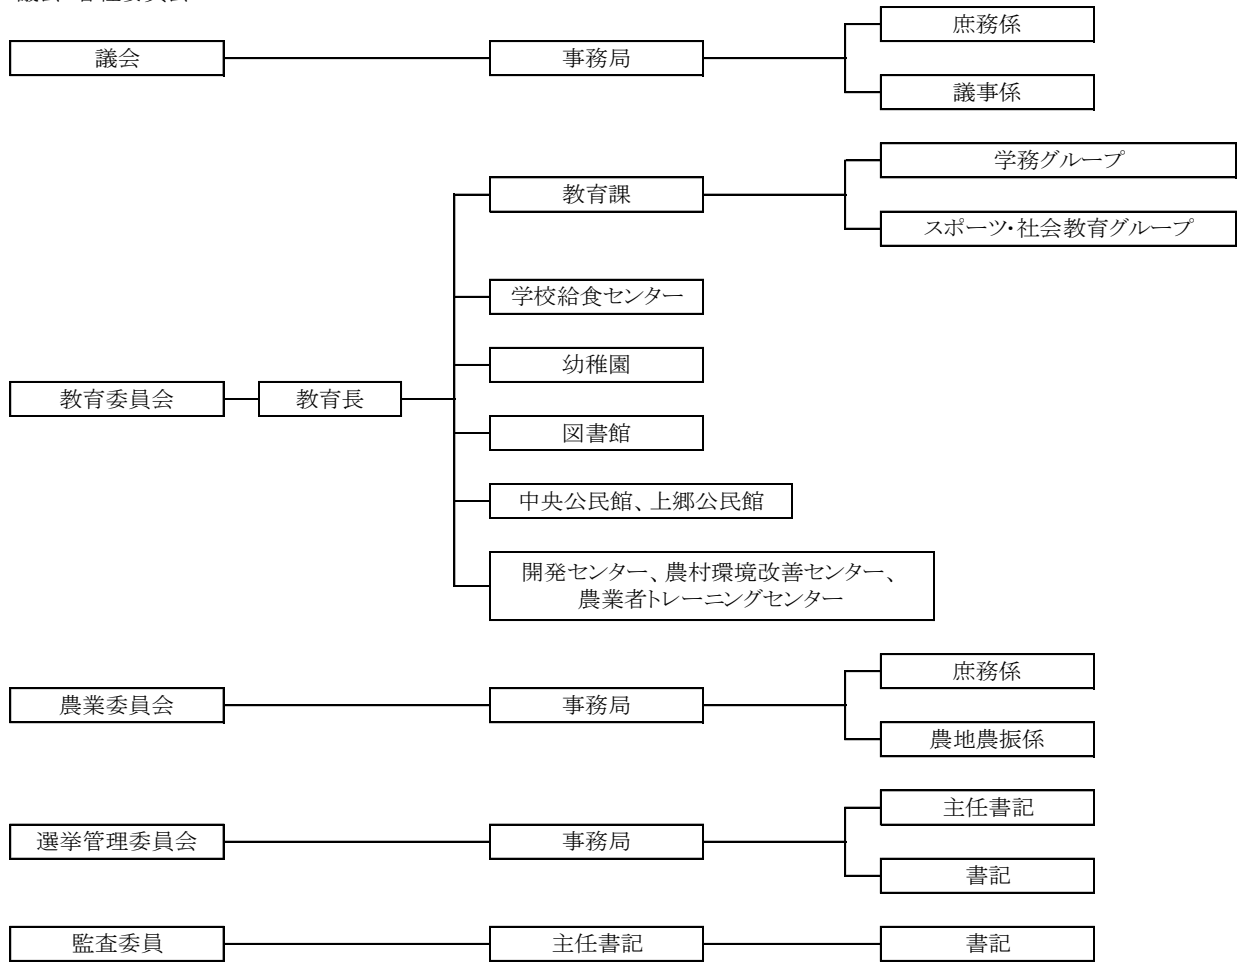 議会 事務局 庶務係
議事係
教育課 学務グループ
スポーツ・社会教育グループ
学校給食センター
幼稚園
教育委員会 教育長
図書館
中央公民館、上郷公民館
開発センター、農村環境改善センター、
農業者トレーニングセンター
農業委員会 事務局 庶務係
農地農振係
選挙管理委員会 事務局 主任書記
書記
監査委員 主任書記 書記